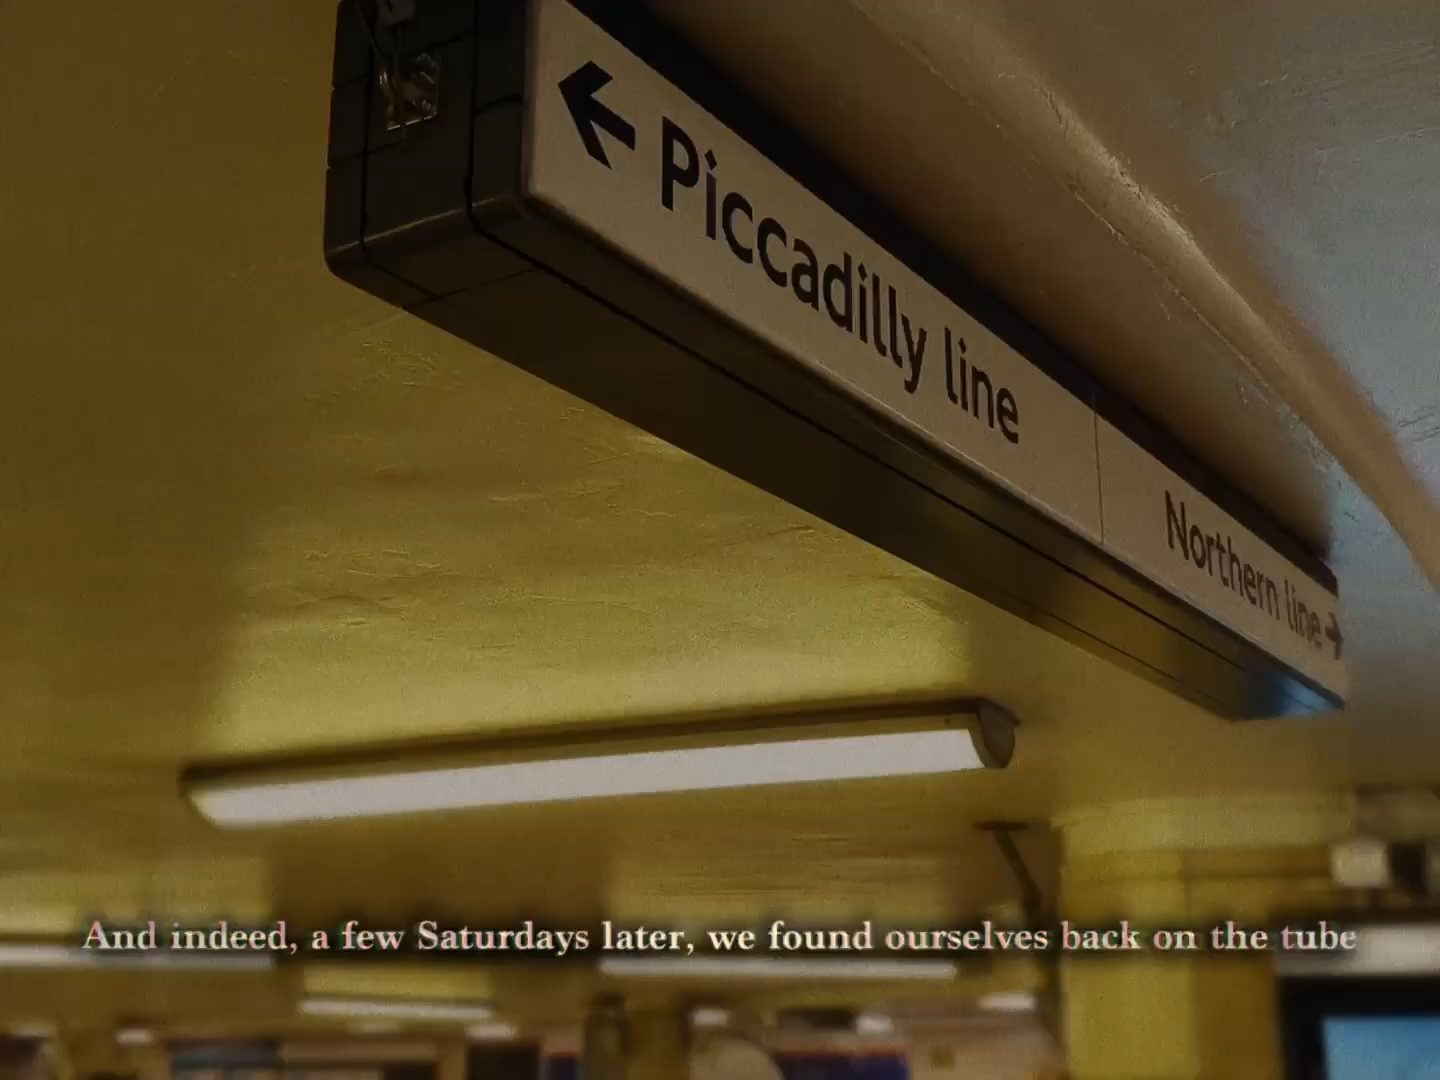 ← Piccadilly line
Northern line →
And indeed, a few Saturdays later, we found ourselves back on the tube